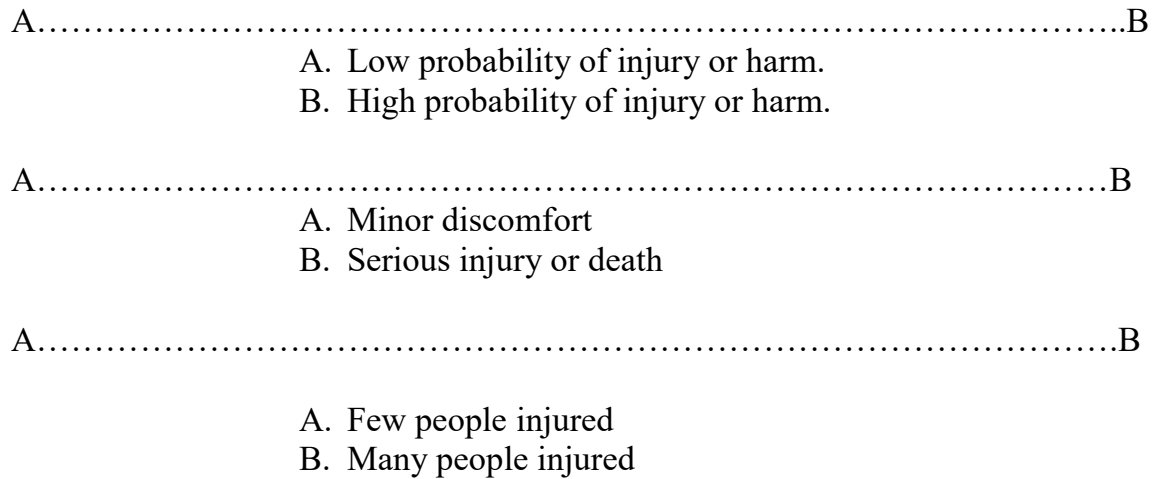 A……………………………………………………………………………………..B
A. Low probability of injury or harm.
B. High probability of injury or harm.
A……………………………………………………………………………………B
A. Minor discomfort
B. Serious injury or death
A…………………………………………………………………………………….B
A. Few people injured
B. Many people injured